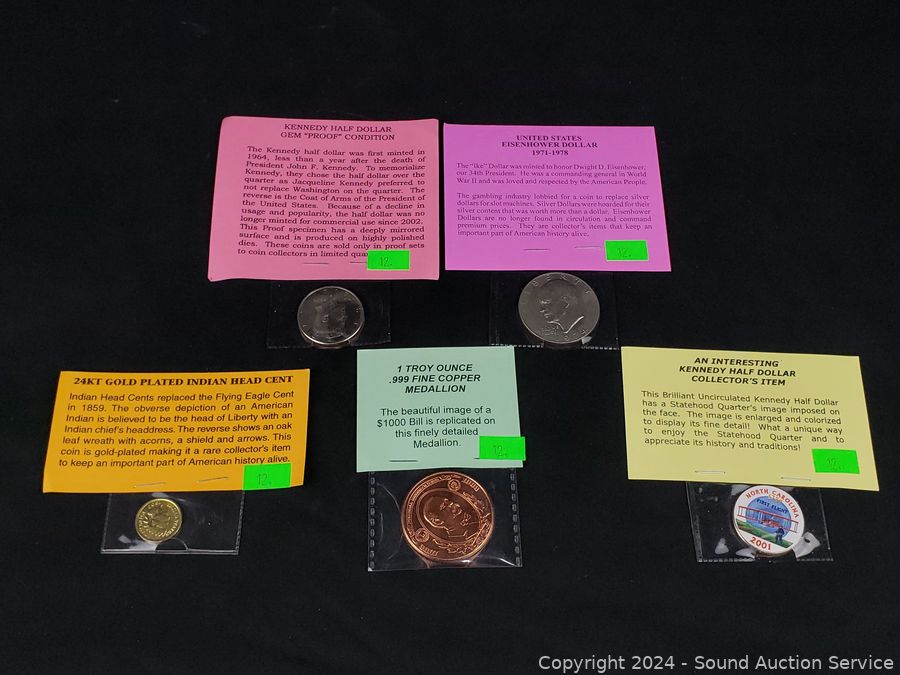 KENNEDY HALF DOLLAR
GEM "PROOF" CONDITION
The Kennedy half dollar was first minted in
1964, less than a year after the death of
President John F. Kennedy. To memorialize
Kennedy, they chose the half dollar over the
quarter as Jacqueline Kennedy preferred to
not replace Washington on the quarter. The
reverse is the Coat of Arms of the President of
the United States. Because of a decline in
usage and popularity, the half dollar was no
longer minted for commercial use since 2002.
This Proof specimen has a deeply mirrored
surface and is produced on highly polished
dies. These coins are sold only in proof sets
to coin collectors in limited
12.
UNITED STATES
EISENHOWER DOLLAR
1971-1978
The "Ike" Dollar was minted to honor Dwight D. Eisenhower,
our 34th President. He was a commanding general in World
War II and was loved and respected by the American People.
The gambling industry lobbied for a coin to replace silver
dollars for slot machines. Silver Dollars were hoarded for their
silver content that was worth more than a dollar. Eisenhower
Dollars are no longer found in circulation and command
premium prices. They are collector's items that keep an
important part of American history alive.
12.
24KT GOLD PLATED INDIAN HEAD CENT
Indian Head Cents replaced the Flying Eagle Cent
in 1859. The obverse depiction of an American
Indian is believed to be the head of Liberty with an
Indian chief's headdress. The reverse shows an oak
leaf wreath with acorns, a shield and arrows. This
coin is gold-plated making it a rare collector's item
to keep an important part of American history alive.
12.
1 TROY OUNCE
.999 FINE COPPER
MEDALLION
The beautiful image of a
$1000 Bill is replicated on
this finely detailed
Medallion.
12.
AN INTERESTING
KENNEDY HALF DOLLAR
COLLECTOR'S ITEM
This Brilliant Uncirculated Kennedy Half Dollar
has a Statehood Quarter's image imposed on
the face. The image is enlarged and colorized
to display its fine detail! What a unique way
to enjoy the Statehood Quarter and to
appreciate its history and traditions!
12.
NORTH CAROLINA
FIRST FLIGHT
2001
Copyright 2024 - Sound Auction Service